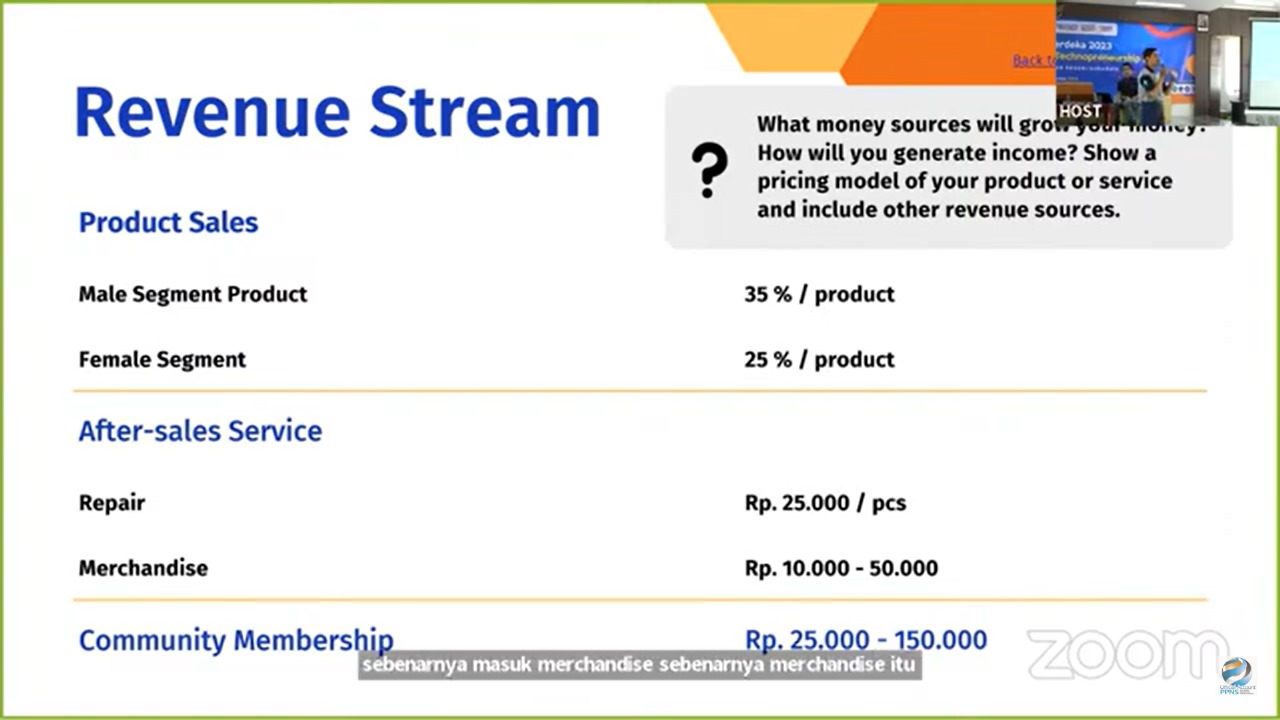 Back to
Revenue Stream
erdeka 2023
Technopreneurship
HOST
?
What money sources will grow your money?
How will you generate income? Show a
pricing model of your product or service
and include other revenue sources.
Product Sales
Male Segment Product 35 % / product
Female Segment 25 % / product
After-sales Service
Repair Rp. 25.000 / pcs
Merchandise Rp. 10.000 - 50.000
Community Membership Rp. 25.000 - 150.000
sebenarnya masuk merchandise sebenarnya merchandise itu
zoom
PPNS